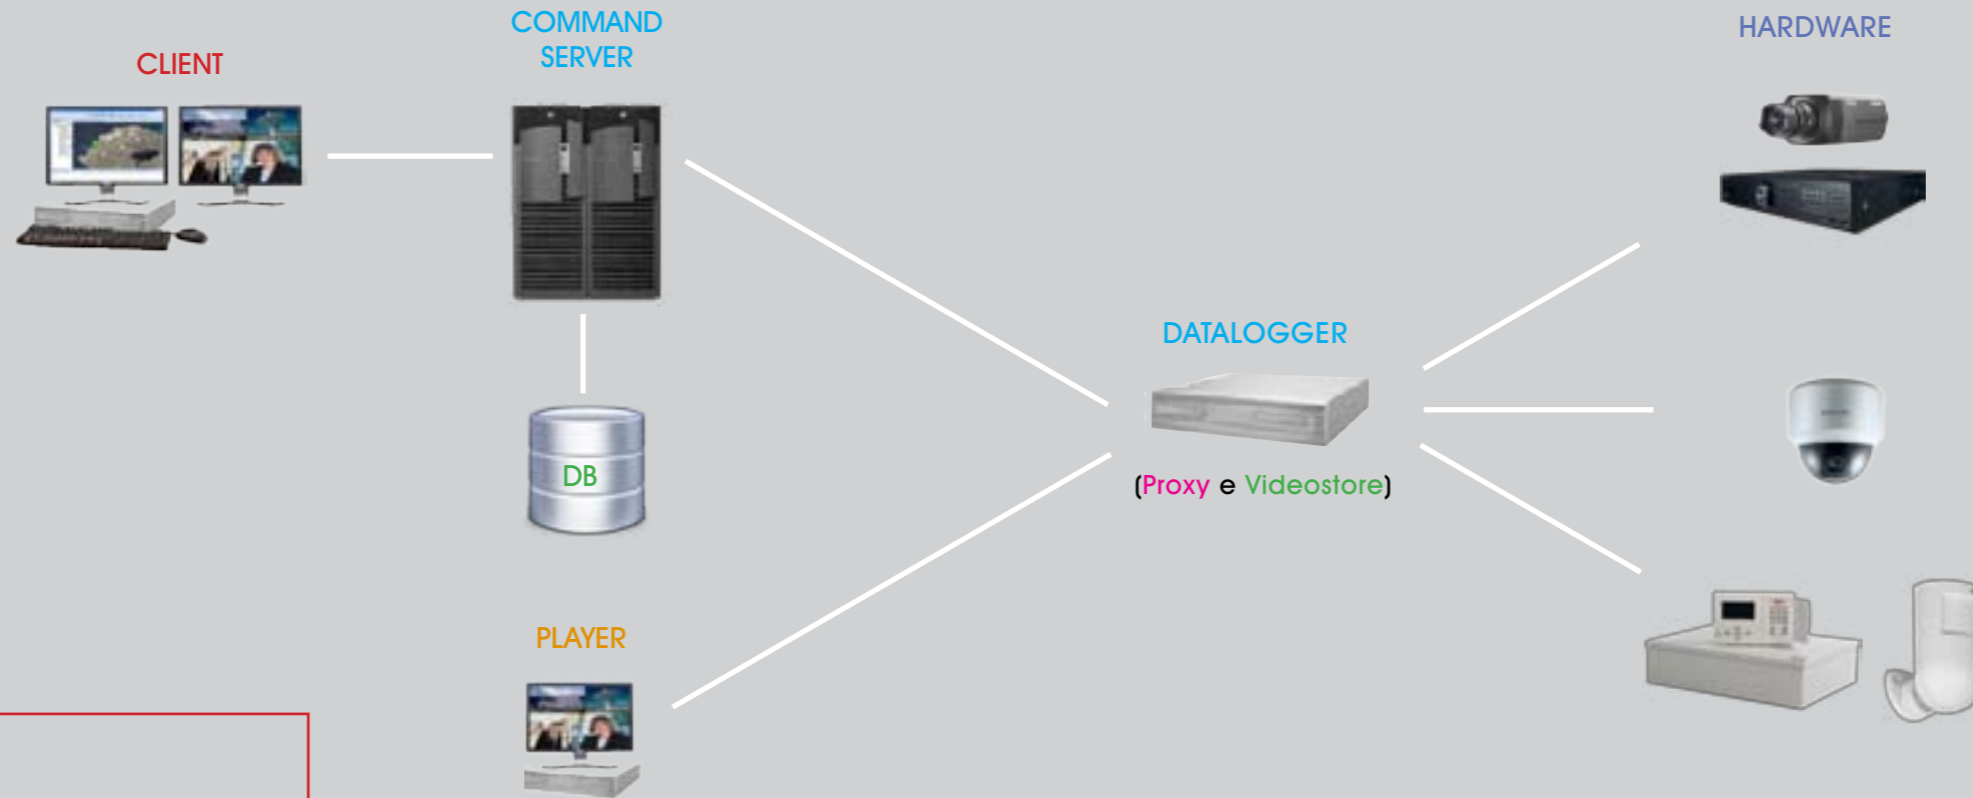 CLIENT
COMMAND
SERVER
HARDWARE
DATALOGGER
(Proxy e Videostore)
DB
PLAYER